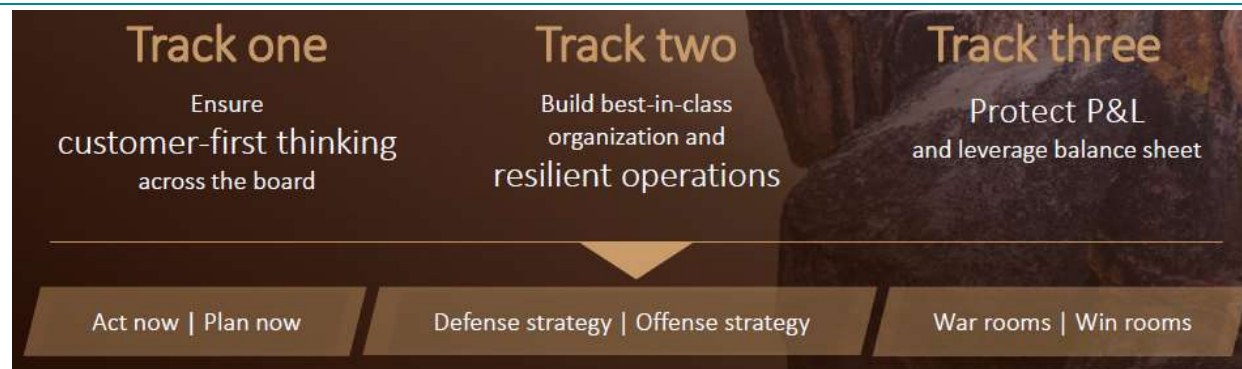 Track one
Ensure
customer-first thinking
across the board
Track two
Build best-in-class
organization and
resilient operations
Track three
Protect P&L
and leverage balance sheet
Act now | Plan now
Defense strategy | Offense strategy
War rooms | Win rooms